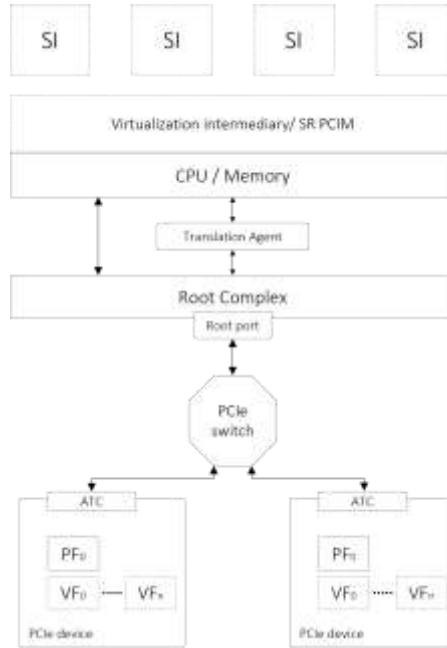 SI SI SI SI
Virtualization intermediary/ SR PCIM
CPU / Memory
Translation Agent
Root Complex
Root port
PCIe
switch
ATC ATC
PF₀ PF₀
VF₀ VFₙ VF₀ VFₙ
PCIe device PCIe device